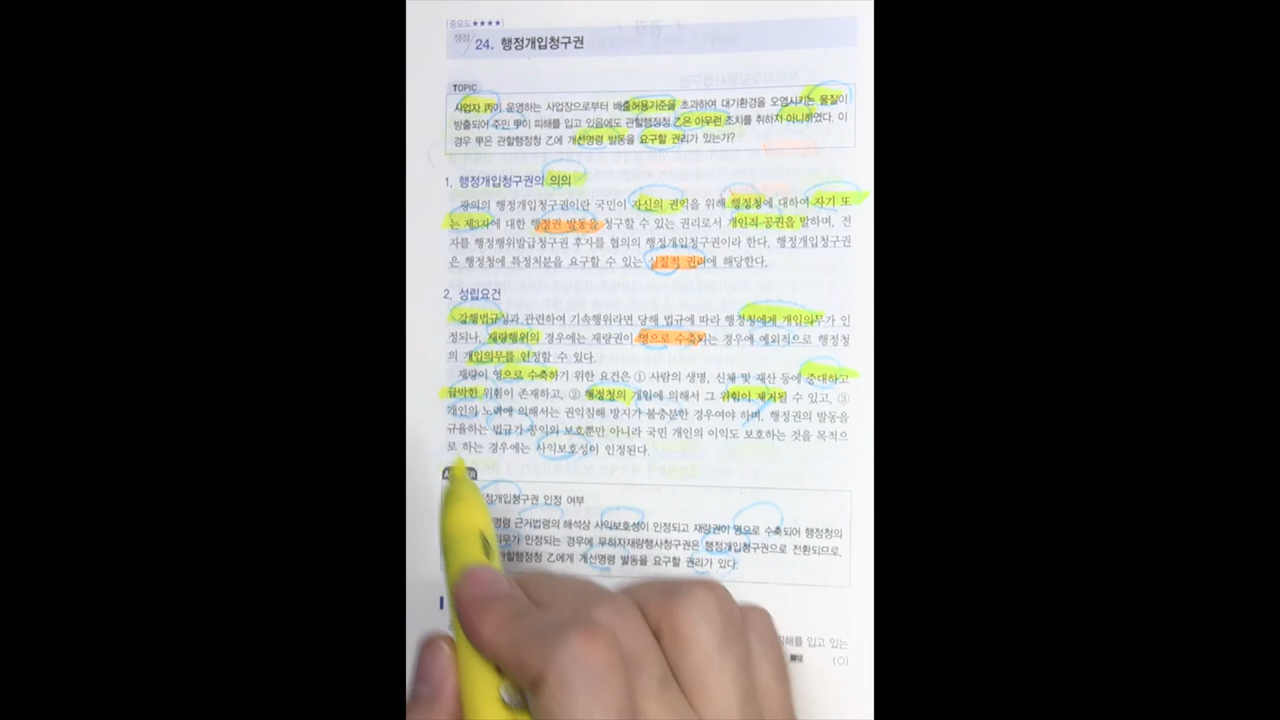 [중요도★★★★]
쟁점 24. 행정개입청구권
TOPIC
사업자 丙이 운영하는 사업장으로부터 배출허용기준을 초과하여 대기환경을 오염시키는 물질이
방출되어 주민 甲이 피해를 입고 있음에도 관할행정청 乙은 아무런 조치를 취하지 아니하였다. 이
경우 甲은 관할행정청 乙에 개선명령 발동을 요구할 권리가 있는가?
1. 행정개입청구권의 의의
광의의 행정개입청구권이란 국민이 자신의 권익을 위해 행정청에 대하여 자기 또
는 제3자에 대한 행정권 발동을 청구할 수 있는 권리로서 개인적 공권을 말하며, 전
자를 행정행위발급청구권 후자를 협의의 행정개입청구권이라 한다. 행정개입청구권
은 행정청에 특정처분을 요구할 수 있는 실질적 권리에 해당한다.
2. 성립요건
강행법규성과 관련하여 기속행위라면 당해 법규에 따라 행정청에게 개입의무가 인
정되나, 재량행위의 경우에는 재량권이 영으로 수축되는 경우에 예외적으로 행정청
의 개입의무를 인정할 수 있다.
재량이 영으로 수축하기 위한 요건은 ① 사람의 생명, 신체 및 재산 등에 중대하고
급박한 위험이 존재하고, ② 행정청의 개입에 의해서 그 위험이 제거될 수 있고, ③
개인의 노력에 의해서는 권익침해 방지가 불충분한 경우여야 하며, 행정권의 발동을
규율하는 법규가 공익의 보호뿐만 아니라 국민 개인의 이익도 보호하는 것을 목적으
로 하는 경우에는 사익보호성이 인정된다.
정개입청구권 인정 여부
명령 근거법령의 해석상 사익보호성이 인정되고 재량권이 영으로 수축되어 행정청의
의무가 인정되는 경우에 무하자재량행사청구권은 행정개입청구권으로 전환되므로,
관할행정청 乙에게 개선명령 발동을 요구할 권리가 있다.
피해를 입고 있는
(O)